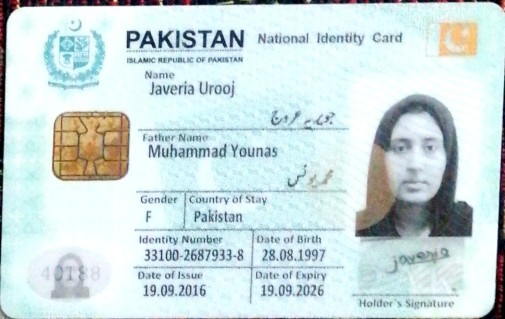 PAKISTAN National Identity Card
ISLAMIC REPUBLIC OF PAKISTAN
Name
Javeria Urooj
جویریہ عروج
Father Name
Muhammad Younas
محمد یونس
Gender Country of Stay
F Pakistan
Identity Number Date of Birth
33100-2687933-8 28.08.1997
Date of Issue Date of Expiry
19.09.2016 19.09.2026
40188
javeria
Holder's Signature